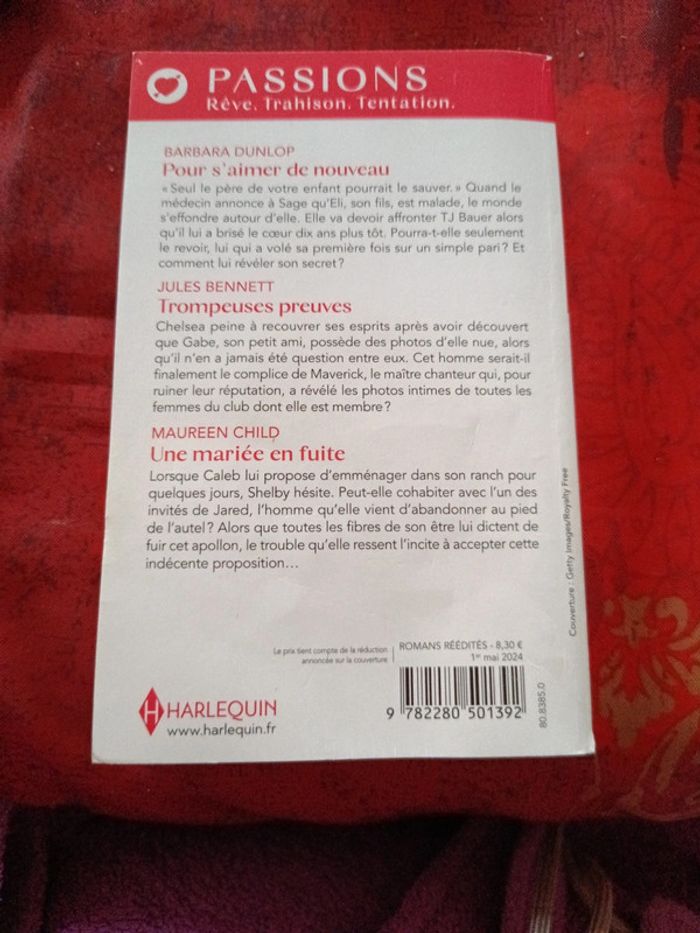 PASSIONS
Rêve. Trahison. Tentation.
BARBARA DUNLOP
Pour s'aimer de nouveau
« Seul le père de votre enfant pourrait le sauver. » Quand le
médecin annonce à Sage qu'Eli, son fils, est malade, le monde
s'effondre autour d'elle. Elle va devoir affronter TJ Bauer alors
qu'il lui a brisé le cœur dix ans plus tôt. Pourra-t-elle seulement
le revoir, lui qui a volé sa première fois sur un simple pari ? Et
comment lui révéler son secret ?
JULES BENNETT
Trompeuses preuves
Chelsea peine à recouvrer ses esprits après avoir découvert
que Gabe, son petit ami, possède des photos d'elle nue, alors
qu'il n'en a jamais été question entre eux. Cet homme serait-il
finalement le complice de Maverick, le maître chanteur qui, pour
ruiner leur réputation, a révélé les photos intimes de toutes les
femmes du club dont elle est membre ?
MAUREEN CHILD
Une mariée en fuite
Lorsque Caleb lui propose d'emménager dans son ranch pour
quelques jours, Shelby hésite. Peut-elle cohabiter avec l'un des
invités de Jared, l'homme qu'elle vient d'abandonner au pied
de l'autel ? Alors que toutes les fibres de son être lui dictent de
fuir cet apollon, le trouble qu'elle ressent l'incite à accepter cette
indécente proposition...
Couverture : Getty Images/Royalty Free
Le prix tient compte de la réduction
annoncée sur la couverture
ROMANS RÉÉDITÉS - 8,30 €
1er mai 2024
H HARLEQUIN
www.harlequin.fr
9 782280 501392
80.8385.0